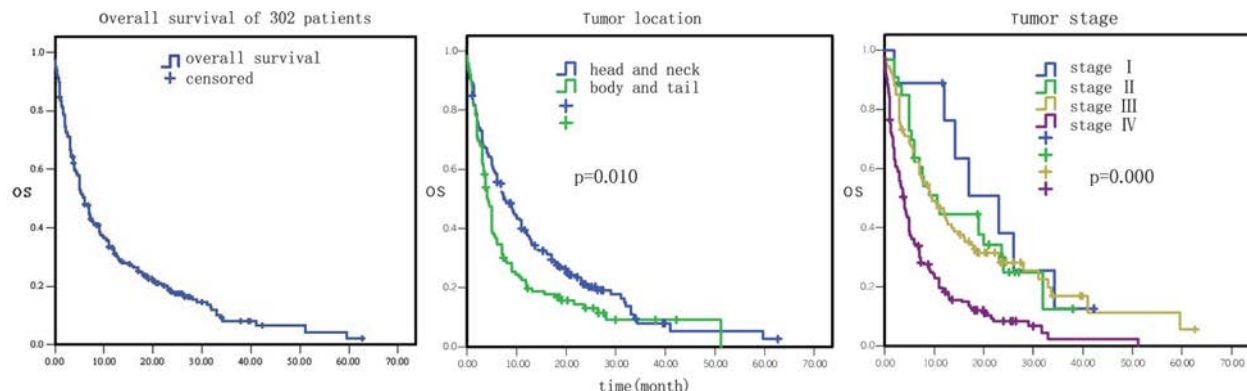 Overall survival of 302 patients
1.0
0.8
0.6
OS
0.4
0.2
0.0
0.00 10.00 20.00 30.00 40.00 50.00 60.00 70.00
overall survival
censored
Tumor location
1.0
0.8
0.6
OS
0.4
0.2
0.0
0.00 10.00 20.00 30.00 40.00 50.00 60.00 70.00
head and neck
body and tail
p=0.010
time(month)
Tumor stage
1.0
0.8
0.6
OS
0.4
0.2
0.0
0.00 10.00 20.00 30.00 40.00 50.00 60.00 70.00
stage Ⅰ
stage Ⅱ
stage Ⅲ
stage Ⅳ
p=0.000